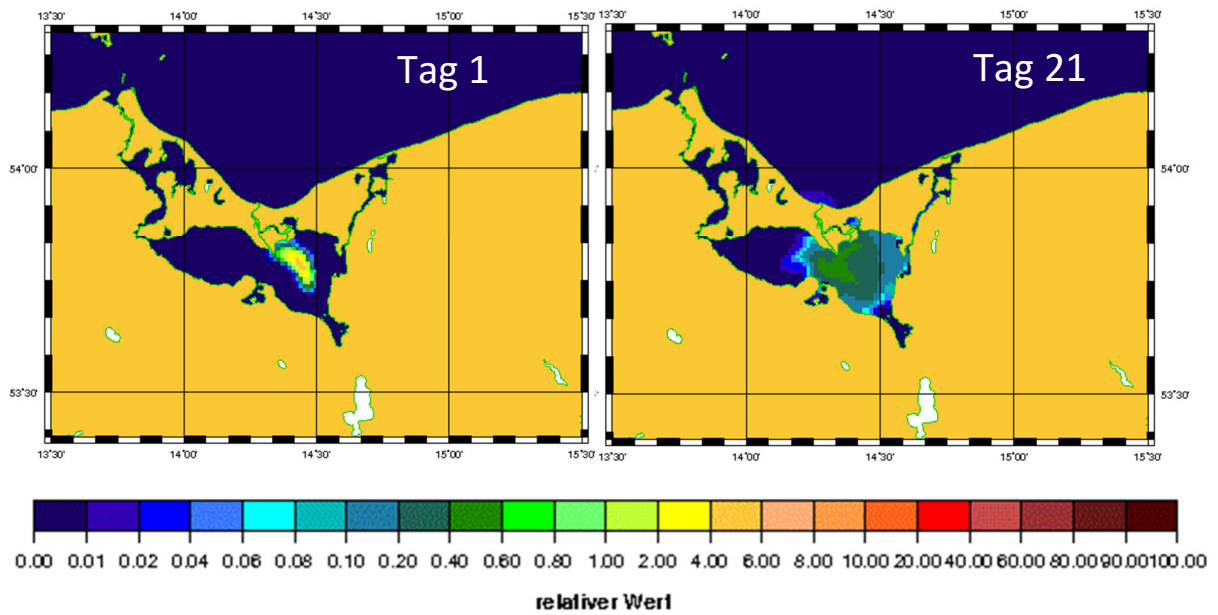 13˚30' 14˚00' 14˚30' 15˚00' 15˚30' 13˚30' 14˚00' 14˚30' 15˚00' 15˚30'
Tag 1 Tag 21
54˚00' 54˚00'
53˚30' 53˚30'
13˚30' 14˚00' 14˚30' 15˚00' 15˚30' 13˚30' 14˚00' 14˚30' 15˚00' 15˚30'
0.00 0.01 0.02 0.04 0.06 0.08 0.10 0.20 0.40 0.60 0.80 1.00 2.00 4.00 6.00 8.00 10.00 20.00 40.00 60.00 80.00 90.00 100.00
relativer Wert